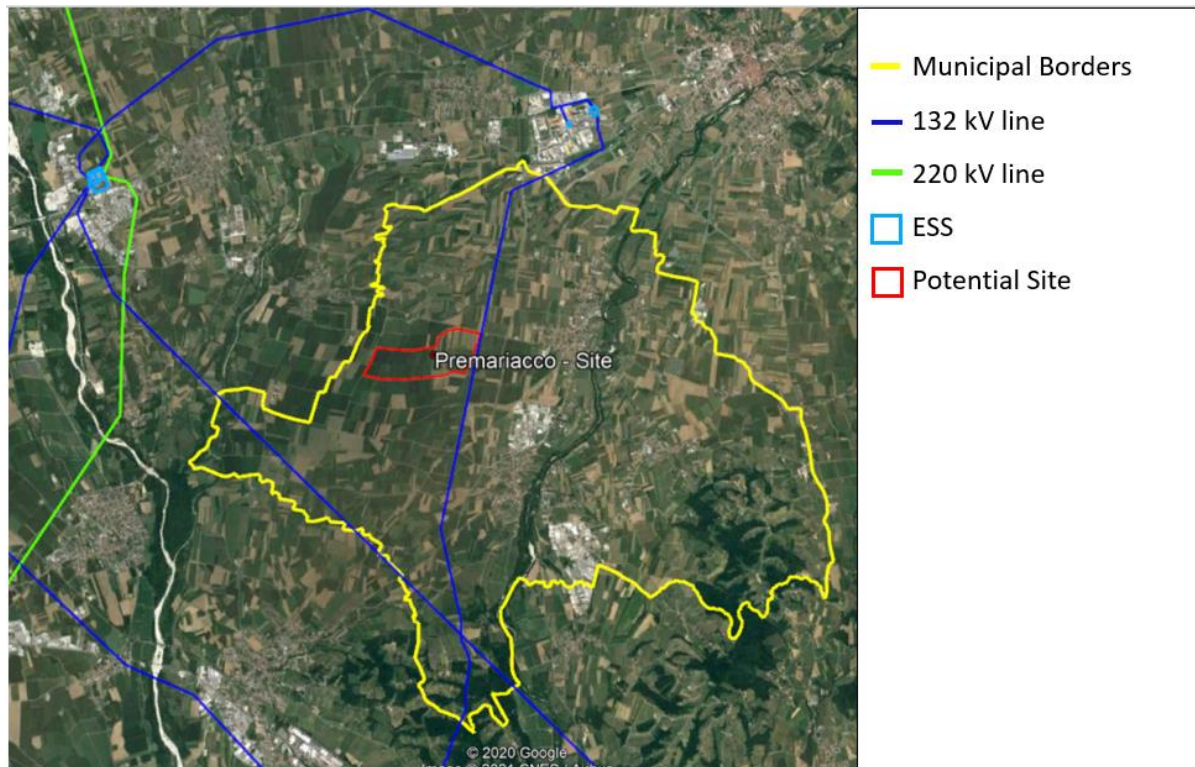 Municipal Borders
132 kV line
220 kV line
ESS
Potential Site
Premariacco - Site
© 2020 Google